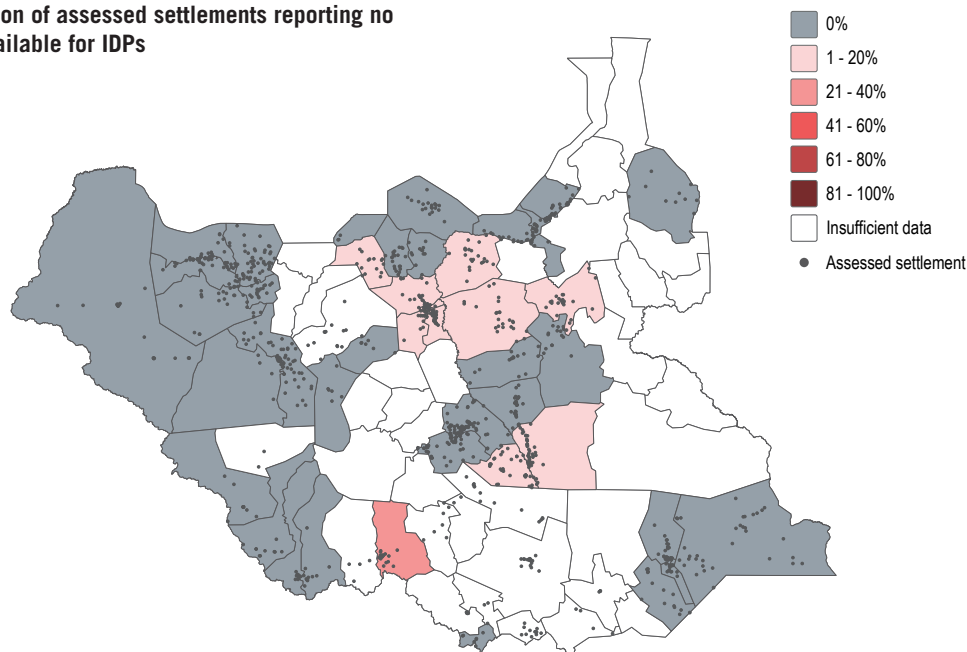 on of assessed settlements reporting no
ailable for IDPs
0%
1 - 20%
21 - 40%
41 - 60%
61 - 80%
81 - 100%
Insufficient data
Assessed settlement